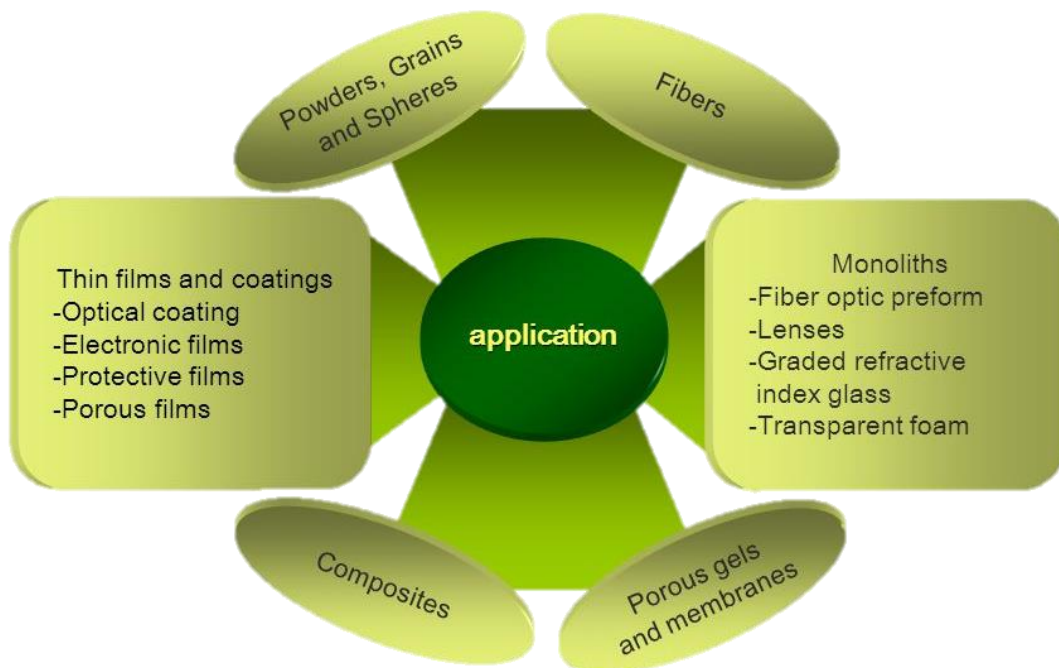 Powders, Grains
and Spheres
Fibers
Thin films and coatings
-Optical coating
-Electronic films
-Protective films
-Porous films
application
Monoliths
-Fiber optic preform
-Lenses
-Graded refractive
index glass
-Transparent foam
Composites
Porous gels
and membranes